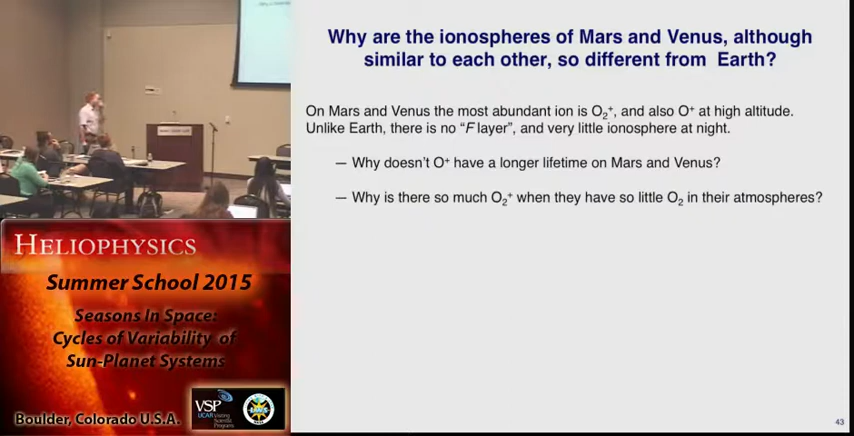 Why are the ionospheres of Mars and Venus, although
similar to each other, so different from  Earth?
On Mars and Venus the most abundant ion is O₂⁺, and also O⁺ at high altitude.
Unlike Earth, there is no “F layer”, and very little ionosphere at night.
— Why doesn’t O⁺ have a longer lifetime on Mars and Venus?
— Why is there so much O₂⁺ when they have so little O₂ in their atmospheres?
43
HELIOPHYSICS
Summer School 2015
Seasons in Space:
Cycles of Variability of
Sun-Planet Systems
Boulder, Colorado U.S.A.
VSP
UCAR Visiting
Scientist
Programs